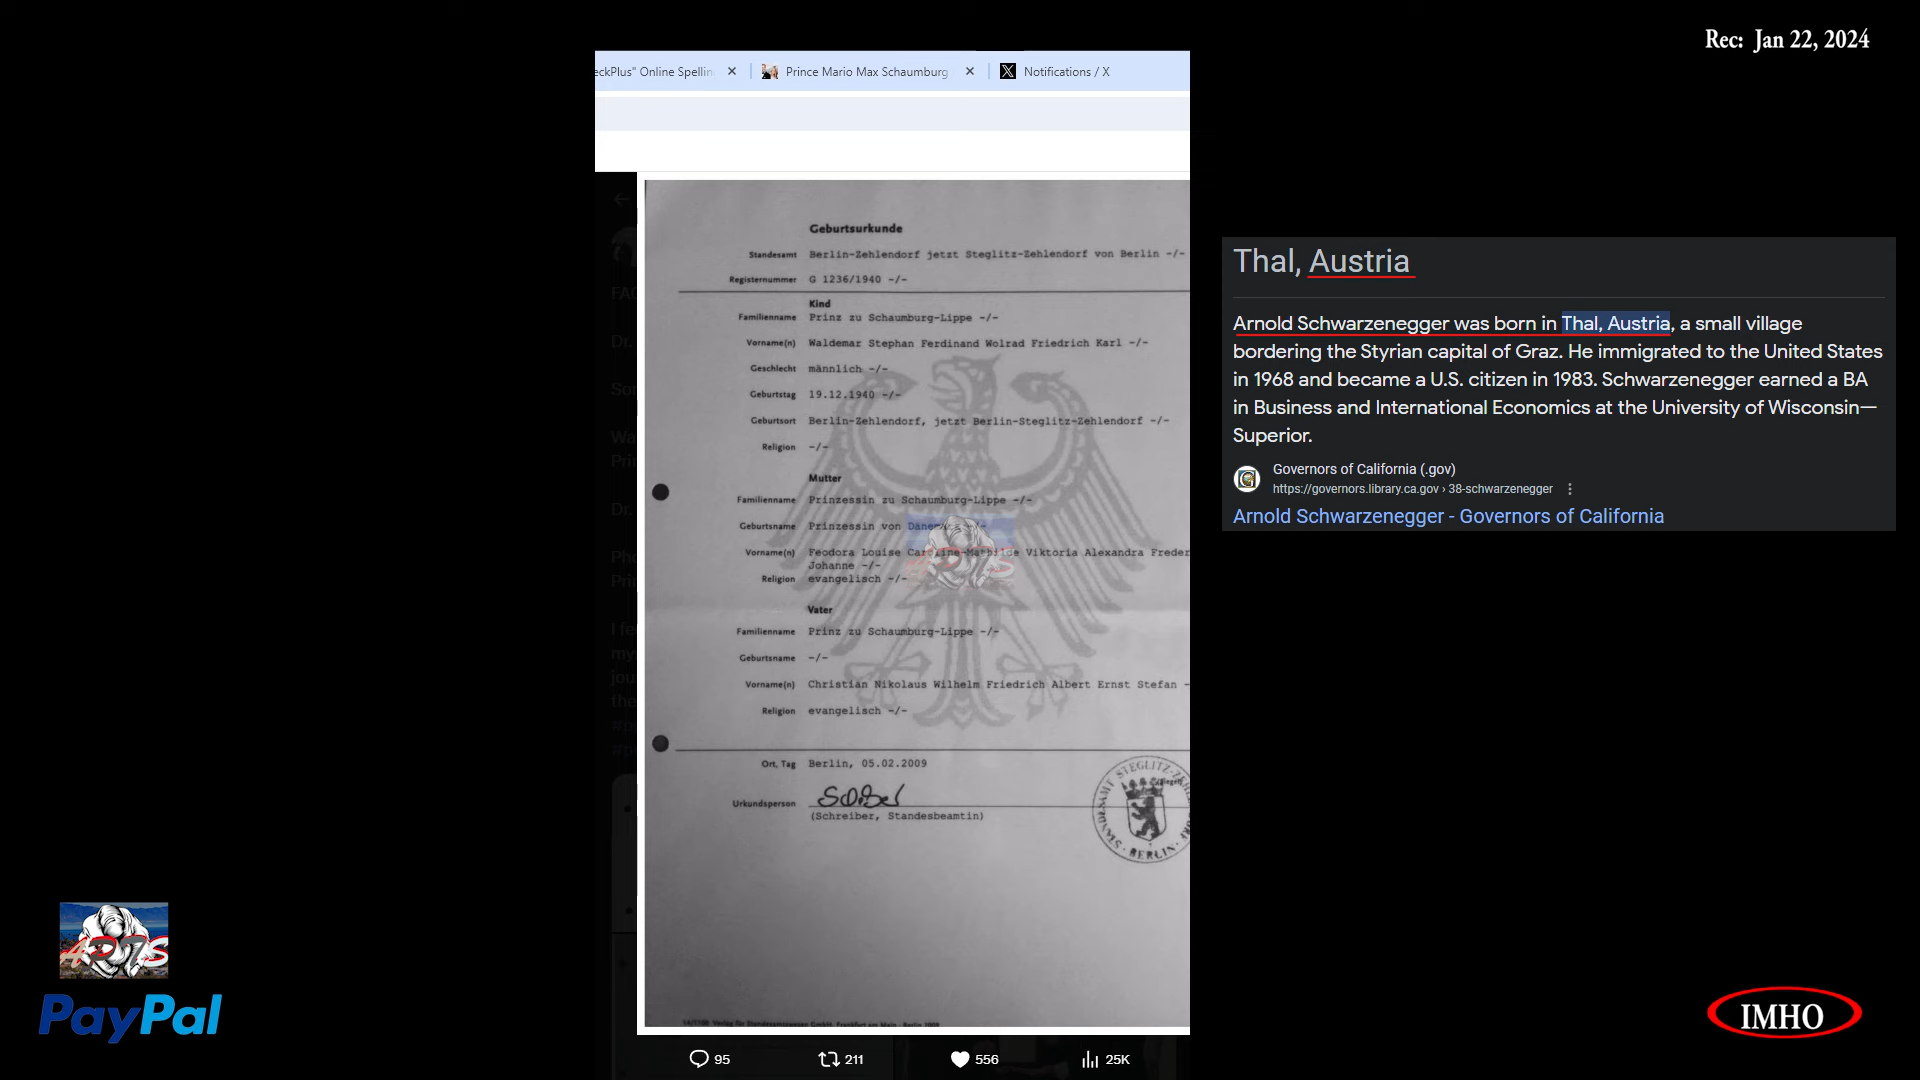 Rec: Jan 22, 2024
eckPlus" Online Spellin
Prince Mario Max Schaumburg
Notifications / X
Geburtsurkunde
Standesamt Berlin-Zehlendorf jetzt Steglitz-Zehlendorf von Berlin -/-
Registernummer G 1236/1940 -/-
Kind
Familienname Prinz zu Schaumburg-Lippe -/-
Vorname(n) Waldemar Stephan Ferdinand Wolrad Friedrich Karl -/-
Geschlecht männlich -/-
Geburtstag 19.12.1940 -/-
Geburtsort Berlin-Zehlendorf, jetzt Berlin-Steglitz-Zehlendorf -/-
Religion -/-
Mutter
Familienname Prinzessin zu Schaumburg-Lippe -/-
Geburtsname Prinzessin von Dänemark -/-
Vorname(n) Feodora Louise Caroline-Mathilde Viktoria Alexandra Freder
Johanne -/-
Religion evangelisch -/-
Vater
Familienname Prinz zu Schaumburg-Lippe -/-
Geburtsname -/-
Vorname(n) Christian Nikolaus Wilhelm Friedrich Albert Ernst Stefan -
Religion evangelisch -/-
Ort, Tag Berlin, 05.02.2009
Urkundsperson
(Schreiber, Standesbeamtin)
STANDESAMT STEGLITZ-ZEHLENDORF
BERLIN
95
211
556
25K
Thal, Austria
Arnold Schwarzenegger was born in Thal, Austria, a small village
bordering the Styrian capital of Graz. He immigrated to the United States
in 1968 and became a U.S. citizen in 1983. Schwarzenegger earned a BA
in Business and International Economics at the University of Wisconsin—
Superior.
Governors of California (.gov)
https://governors.library.ca.gov › 38-schwarzenegger
Arnold Schwarzenegger - Governors of California
APTS
PayPal
IMHO